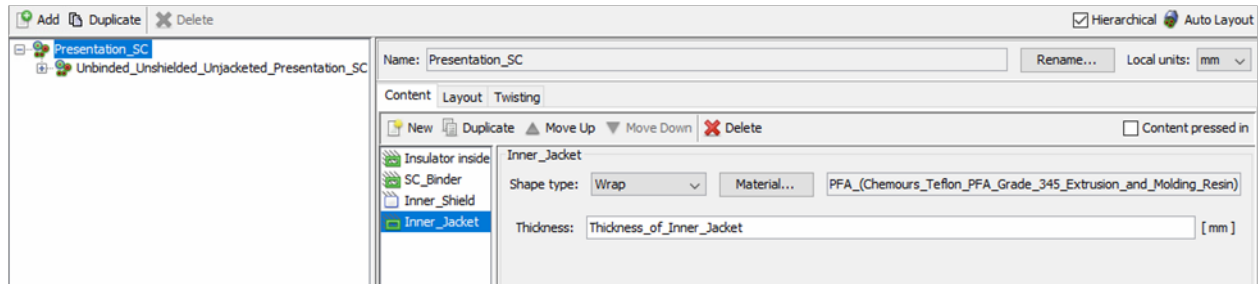 Add Duplicate Delete Hierarchical Auto Layout
Presentation_SC
Unbinded_Unshielded_Unjacketed_Presentation_SC
Name: Presentation_SC Rename... Local units: mm
Content Layout Twisting
New Duplicate Move Up Move Down Delete Content pressed in
Insulator inside
SC_Binder
Inner_Shield
Inner_Jacket
Inner_Jacket
Shape type: Wrap Material... PFA_(Chemours_Teflon_PFA_Grade_345_Extrusion_and_Molding_Resin)
Thickness: Thickness_of_Inner_Jacket [mm]